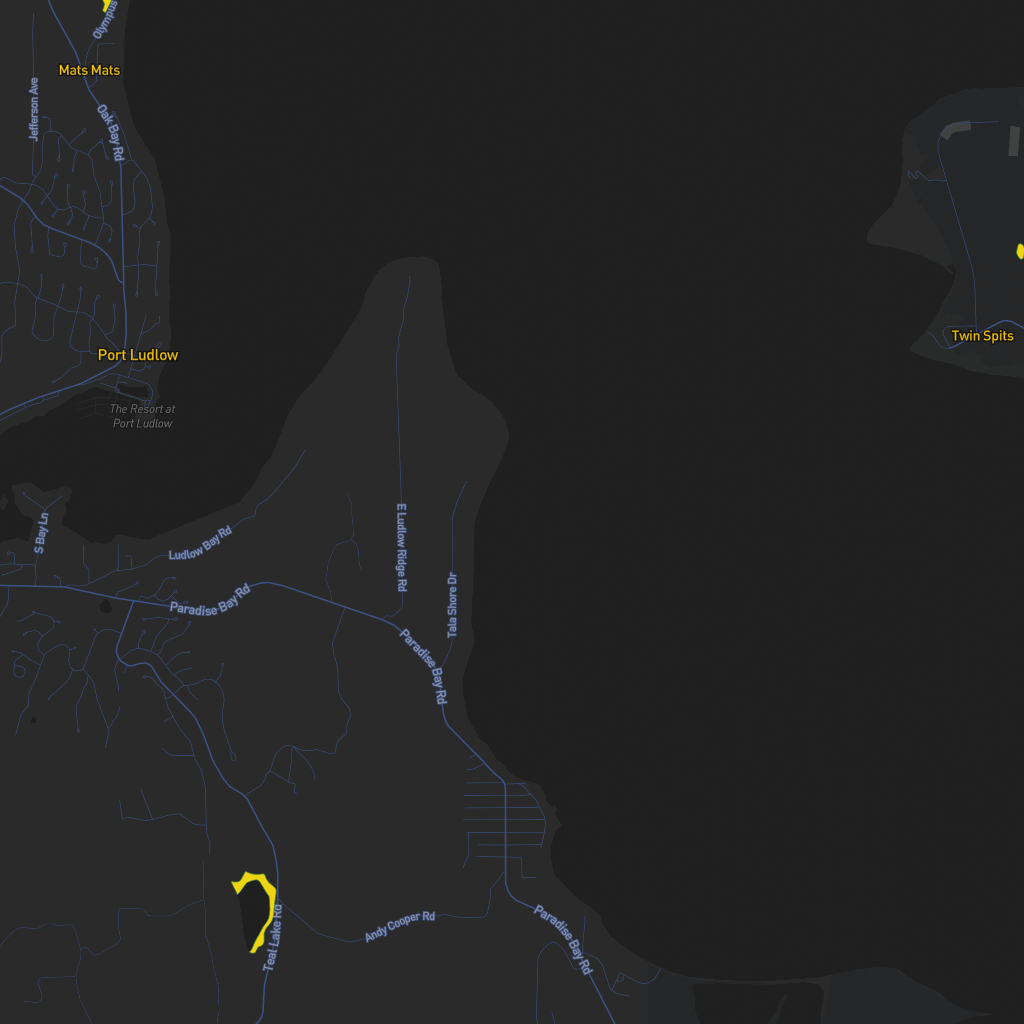 Olympus
Mats Mats
Jefferson Ave
Oak Bay Rd
Twin Spits
Port Ludlow
The Resort at
Port Ludlow
S Bay Ln
Ludlow Bay Rd
E Ludlow Ridge Rd
Paradise Bay Rd
Tala Shore Dr
Paradise Bay Rd
Andy Cooper Rd
Teal Lake Rd
Paradise Bay Rd